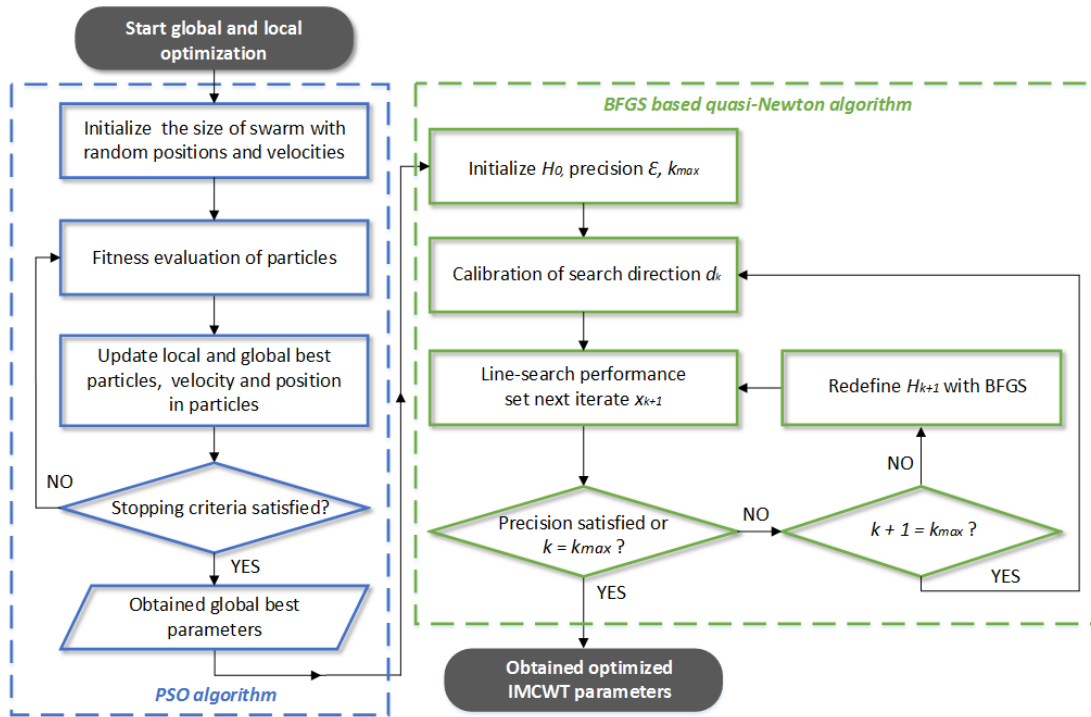 Start global and local
optimization
Initialize the size of swarm with
random positions and velocities
Fitness evaluation of particles
Update local and global best
particles, velocity and position
in particles
NO
Stopping criteria satisfied?
YES
Obtained global best
parameters
PSO algorithm
BFGS based quasi-Newton algorithm
Initialize H0, precision Ɛ, kmax
Calibration of search direction dk
Line-search performance
set next iterate xk+1
Redefine Hk+1 with BFGS
NO
Precision satisfied or
k = kmax ?
NO
k + 1 = kmax ?
YES
YES
Obtained optimized
IMCWT parameters